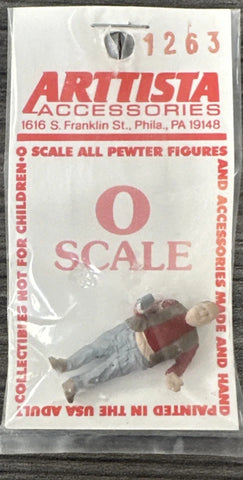 1263
ARTTISTA
ACCESSORIES
1616 S. Franklin St., Phila., PA 19148
O SCALE ALL PEWTER FIGURES
AND ACCESSORIES MADE AND HAND
PAINTED IN THE USA ADULT
COLLECTIBLES NOT FOR CHILDREN•
O
SCALE